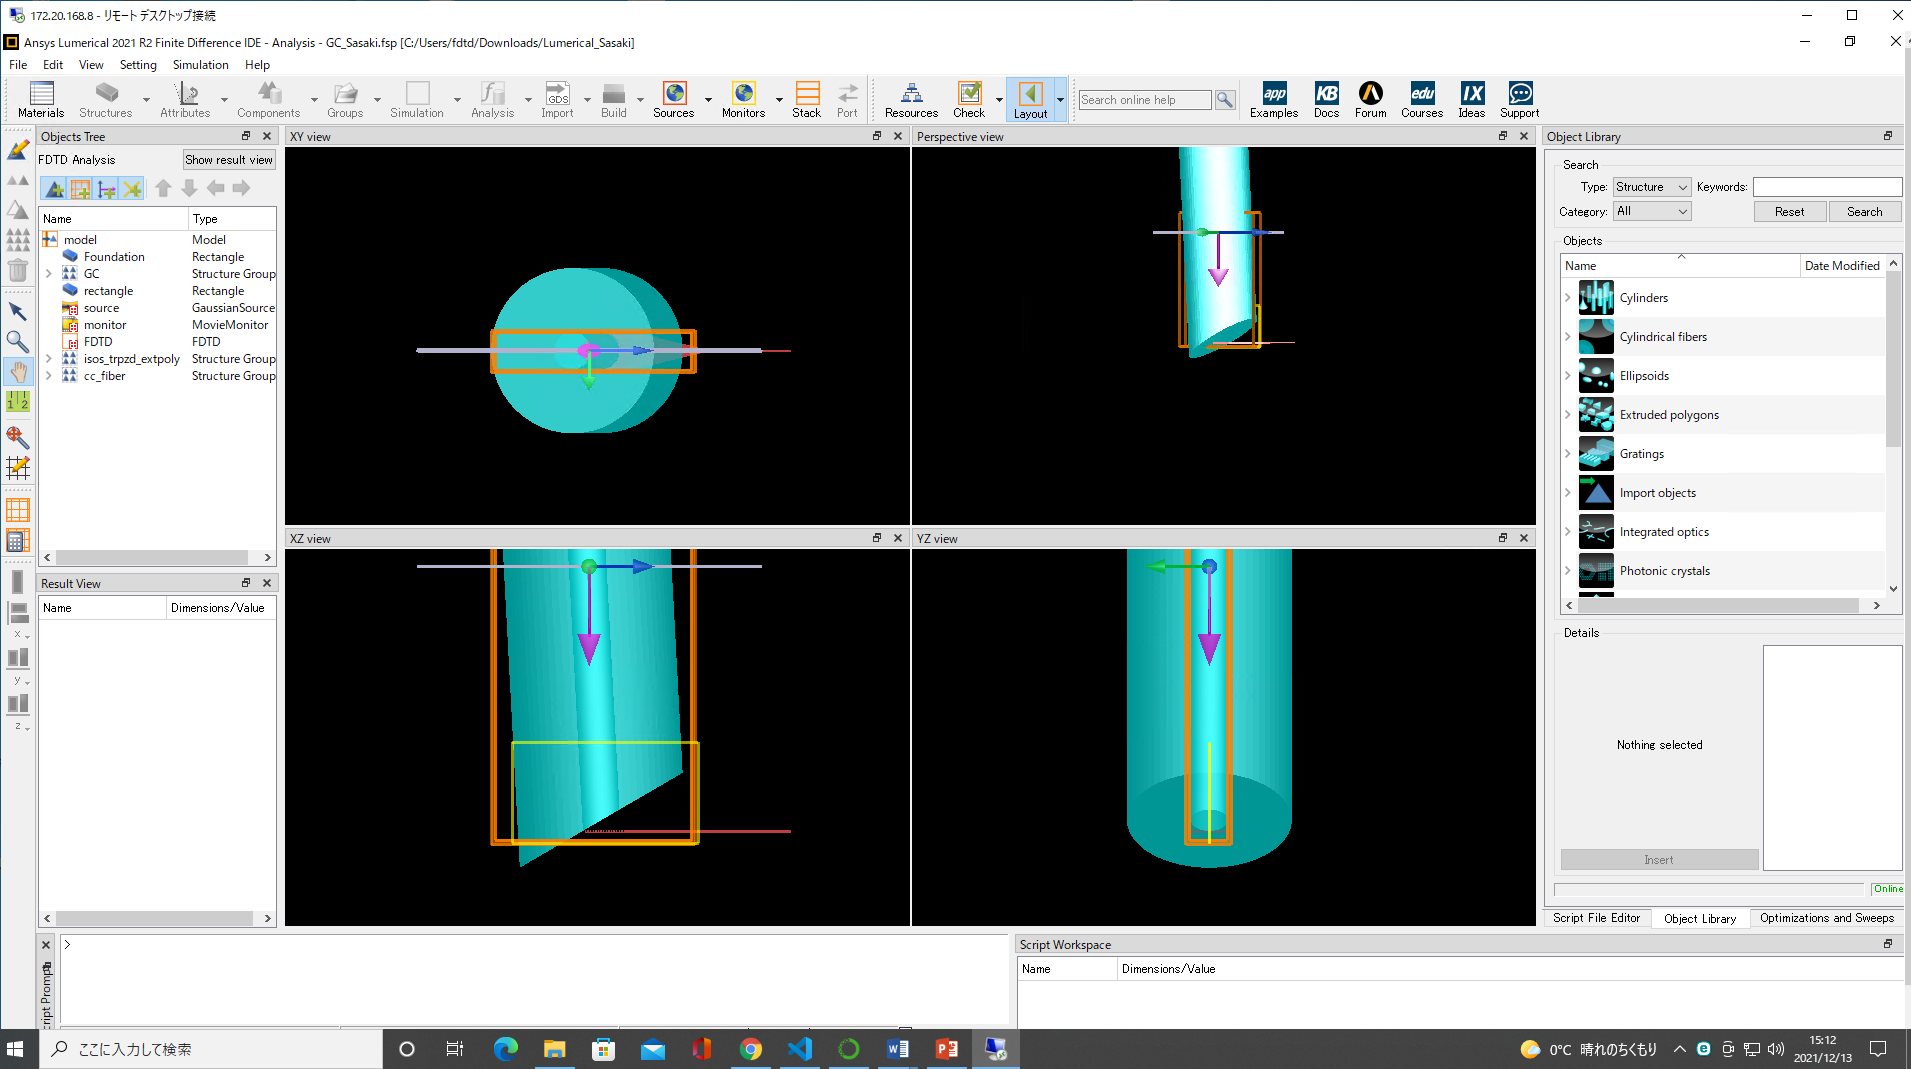 172.20.168.8 - リモート デスクトップ接続
Ansys Lumerical 2021 R2 Finite Difference IDE - Analysis - GC_Sasaki.fsp [C:/Users/fdtd/Downloads/Lumerical_Sasaki]
File Edit View Setting Simulation Help
Materials Structures Attributes Components Groups Simulation Analysis Import Build Sources Monitors Stack Port Resources Check Layout Search online help Examples Docs Forum Courses Ideas Support
GDS
app KB edu IX
Objects Tree
FDTD Analysis
Show result view
Name Type
model Model
Foundation Rectangle
GC Structure Group
rectangle Rectangle
source GaussianSource
monitor MovieMonitor
FDTD FDTD
isos_trpzd_extpoly Structure Group
cc_fiber Structure Group
1 2
x
y
z
Result View
Name Dimensions/Value
XY view
Perspective view
XZ view
YZ view
Object Library
Search
Type: Structure Keywords:
Category: All Reset Search
Objects
Name Date Modified
Cylinders
Cylindrical fibers
Ellipsoids
Extruded polygons
Gratings
Import objects
Integrated optics
Photonic crystals
Details
Nothing selected
Insert
Online
Script File Editor Object Library Optimizations and Sweeps
>
Script Workspace
Name Dimensions/Value
ここに入力して検索
0°C 晴れのちくもり
15:12
2021/12/13